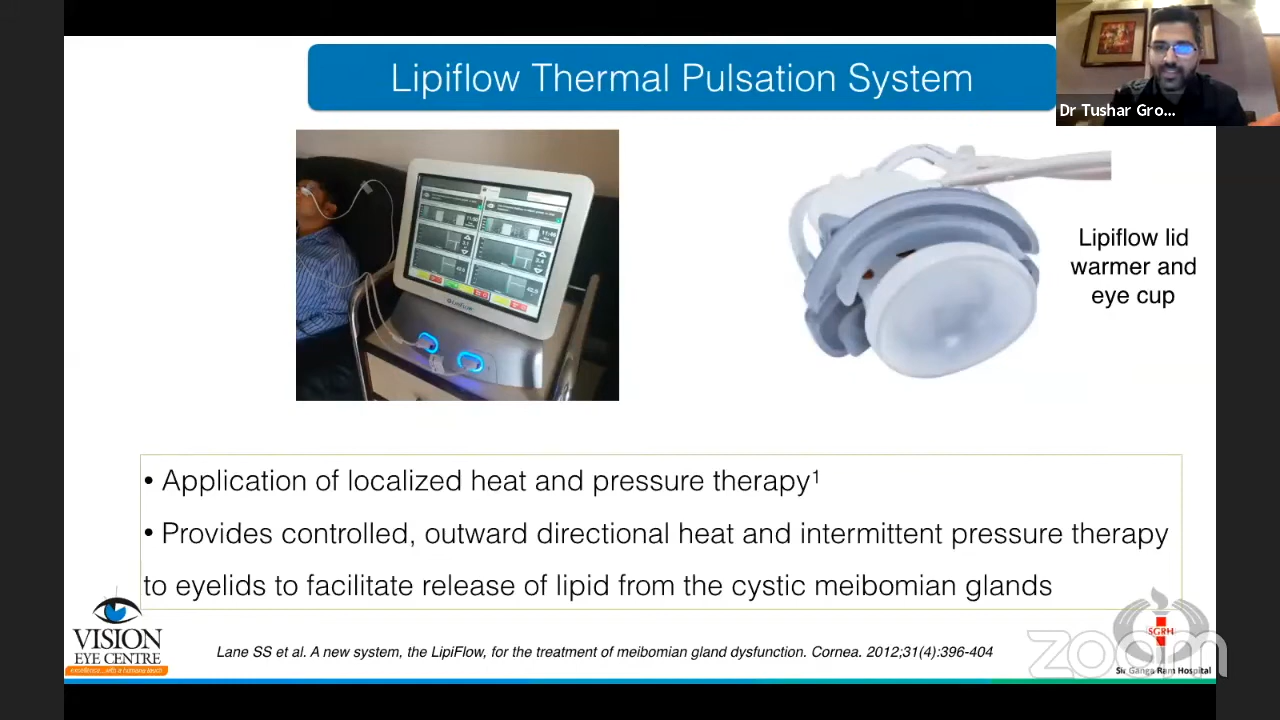 Lipiflow Thermal Pulsation System
Dr Tushar Gro...
Lipiflow lid
warmer and
eye cup
• Application of localized heat and pressure therapy¹
• Provides controlled, outward directional heat and intermittent pressure therapy
to eyelids to facilitate release of lipid from the cystic meibomian glands
VISION
EYE CENTRE
Lane SS et al. A new system, the LipiFlow, for the treatment of meibomian gland dysfunction. Cornea. 2012;31(4):396-404
SGRH
zoom
Sir Ganga Ram Hospital